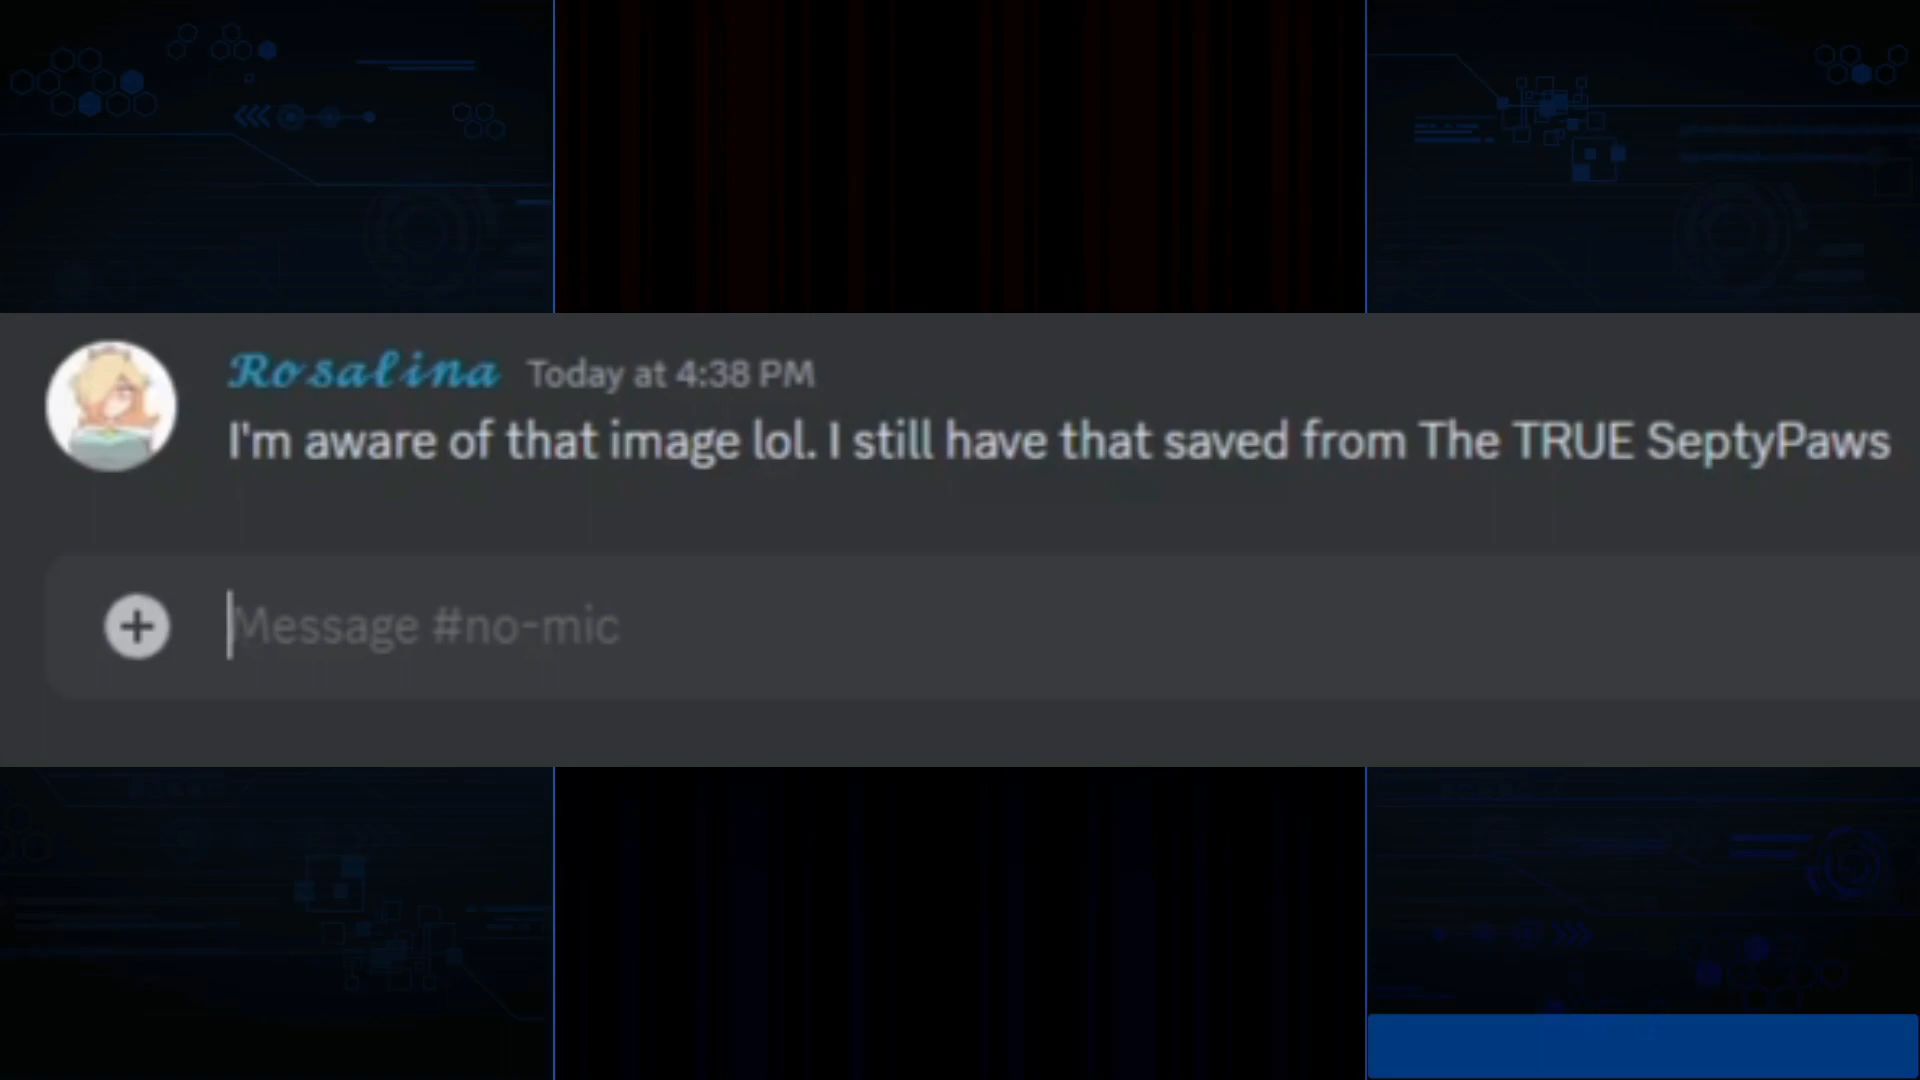 Rosalina Today at 4:38 PM
I'm aware of that image lol. I still have that saved from The TRUE SeptyPaws
Message #no-mic